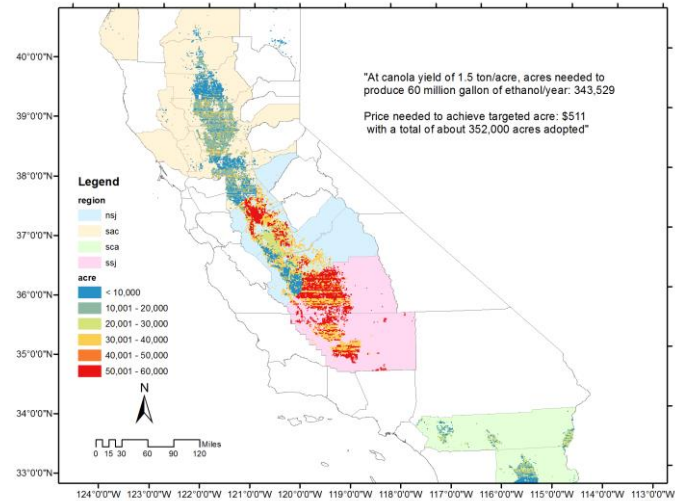 40°0'0"N
39°0'0"N
38°0'0"N
37°0'0"N
36°0'0"N
35°0'0"N
34°0'0"N
33°0'0"N
"At canola yield of 1.5 ton/acre, acres needed to
produce 60 million gallon of ethanol/year: 343,529
Price needed to achieve targeted acre: $511
with a total of about 352,000 acres adopted"
Legend
region
nsj
sac
sca
ssj
acre
< 10,000
10,001 - 20,000
20,001 - 30,000
30,001 - 40,000
40,001 - 50,000
50,001 - 60,000
N
0 15 30 60 90 120 Miles
124°0'0"W 123°0'0"W 122°0'0"W 121°0'0"W 120°0'0"W 119°0'0"W 118°0'0"W 117°0'0"W 116°0'0"W 115°0'0"W 114°0'0"W 113°0'0"W